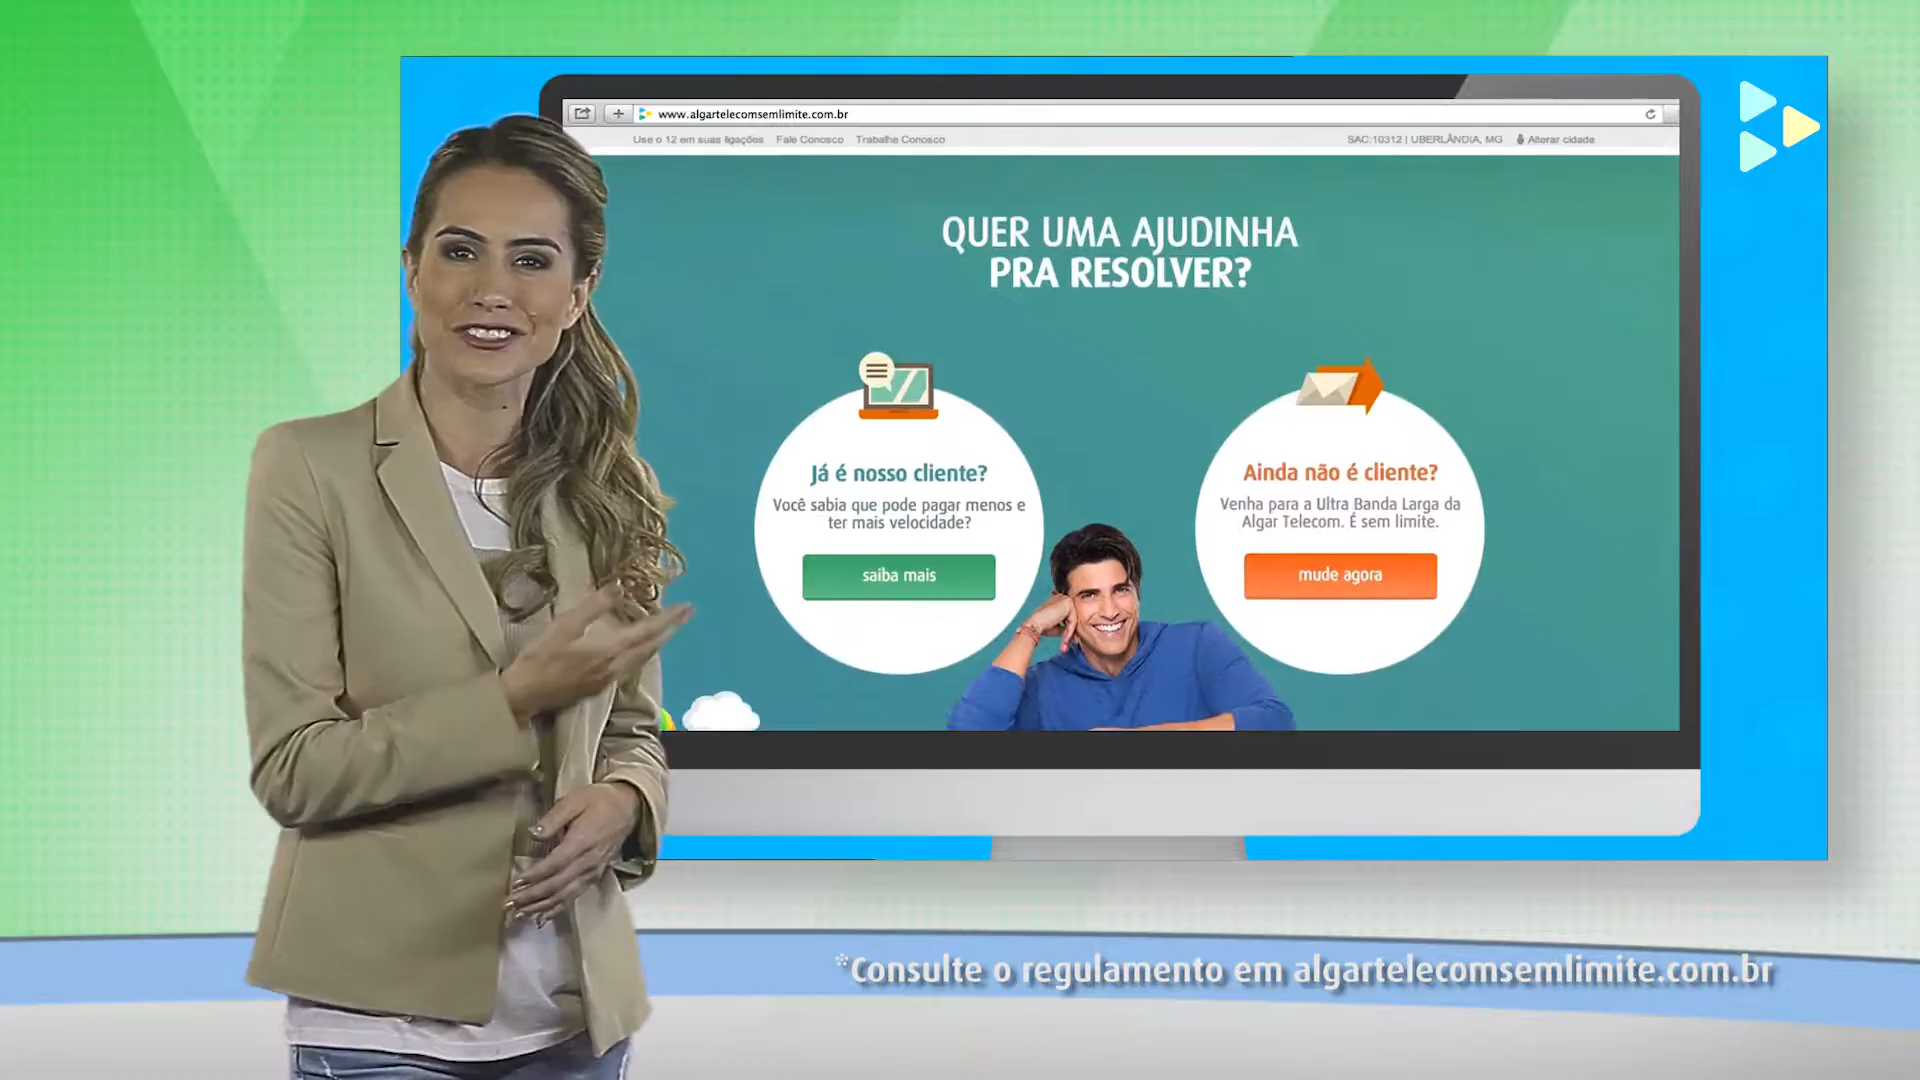 www.algartelecomsemlimite.com.br
Use o 12 em suas ligações Fale Conosco Trabalhe Conosco
SAC:10312 | UBERLÂNDIA, MG Alterar cidade
QUER UMA AJUDINHA
PRA RESOLVER?
Já é nosso cliente?
Você sabia que pode pagar menos e
ter mais velocidade?
saiba mais
Ainda não é cliente?
Venha para a Ultra Banda Larga da
Algar Telecom. É sem limite.
mude agora
*Consulte o regulamento em algartelecomsemlimite.com.br